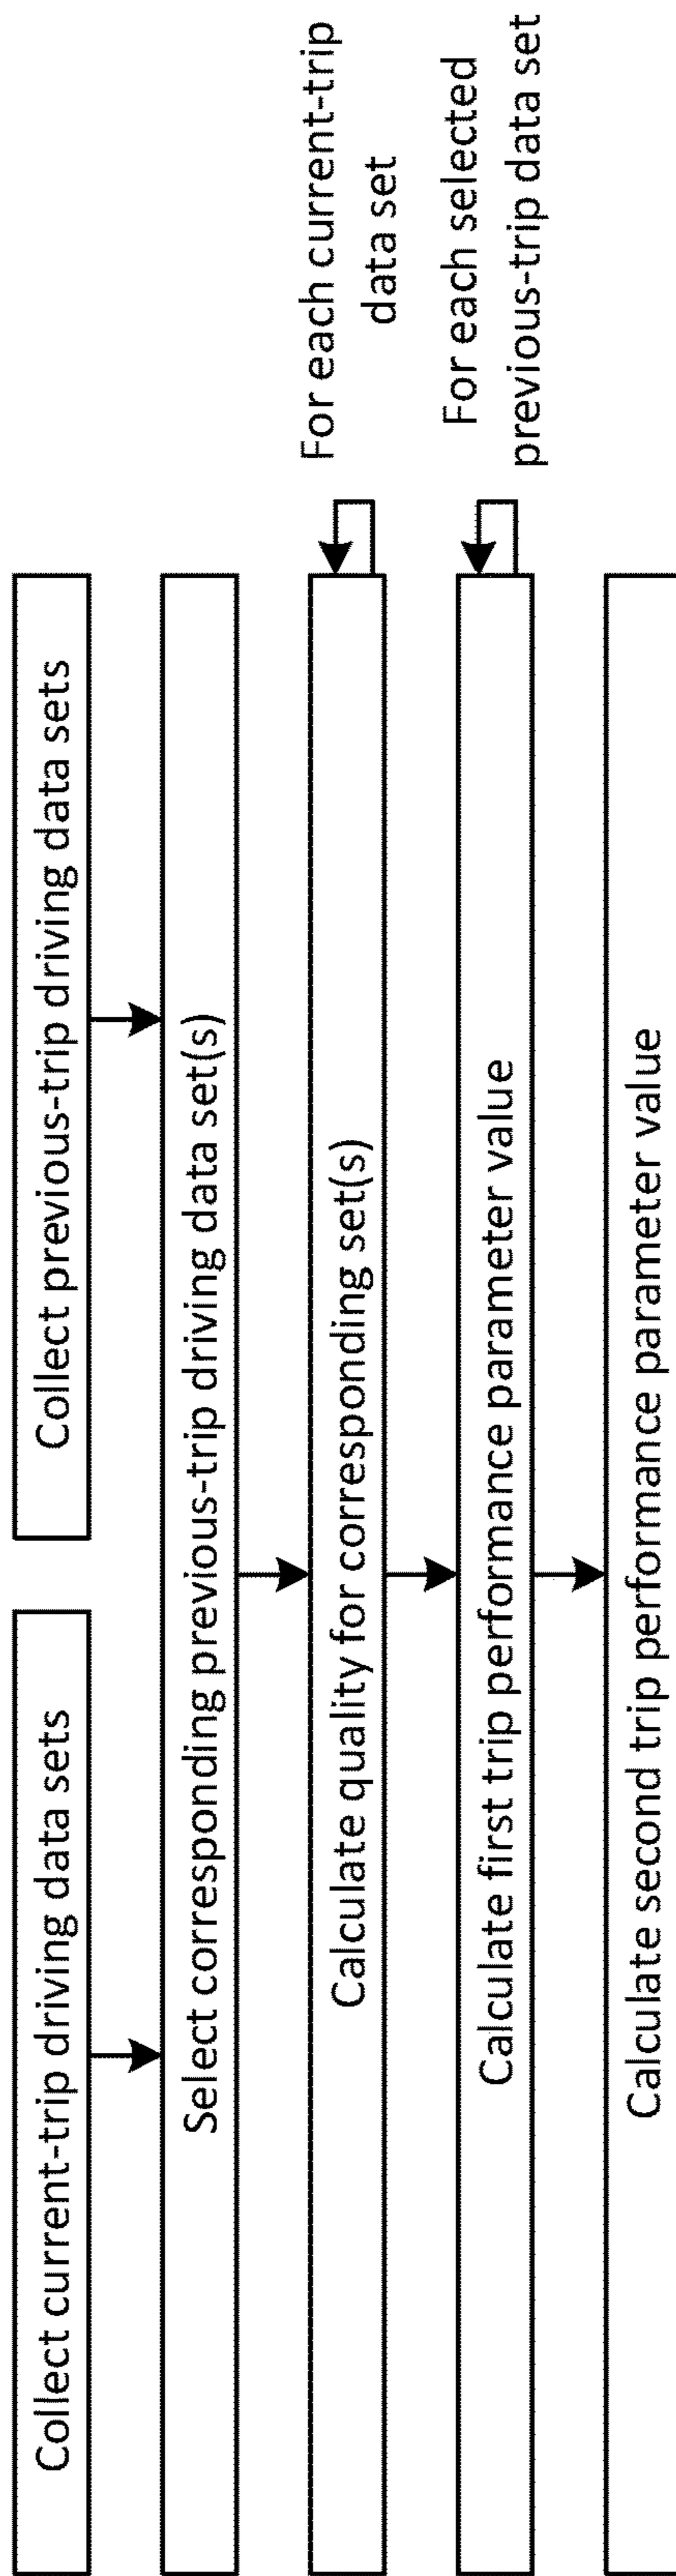 Collect current-trip driving data sets
Collect previous-trip driving data sets
Select corresponding previous-trip driving data set(s)
Calculate quality for corresponding set(s)
For each current-trip
data set
Calculate first trip performance parameter value
For each selected
previous-trip data set
Calculate second trip performance parameter value